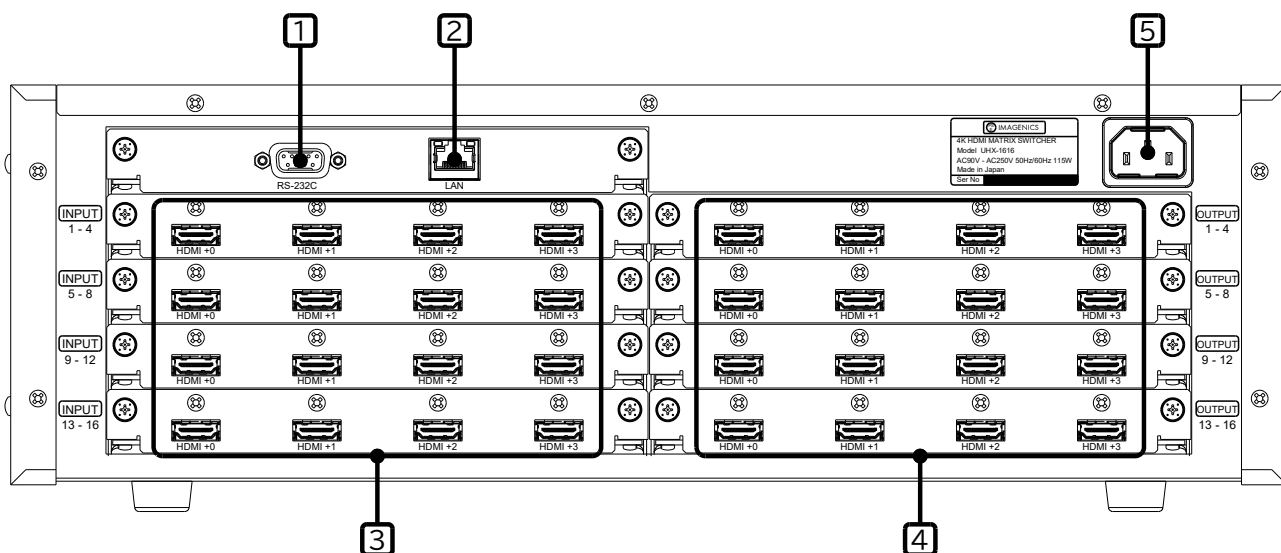 1
2
5
IMAGENICS
4K HDMI MATRIX SWITCHER
Model UHX-1616
AC90V - AC250V 50Hz/60Hz 115W
Made in Japan
Ser No
RS-232C
LAN
INPUT
1 - 4
HDMI +0 HDMI +1 HDMI +2 HDMI +3
HDMI +0 HDMI +1 HDMI +2 HDMI +3
OUTPUT
1 - 4
INPUT
5 - 8
HDMI +0 HDMI +1 HDMI +2 HDMI +3
HDMI +0 HDMI +1 HDMI +2 HDMI +3
OUTPUT
5 - 8
INPUT
9 - 12
HDMI +0 HDMI +1 HDMI +2 HDMI +3
HDMI +0 HDMI +1 HDMI +2 HDMI +3
OUTPUT
9 - 12
INPUT
13 - 16
HDMI +0 HDMI +1 HDMI +2 HDMI +3
HDMI +0 HDMI +1 HDMI +2 HDMI +3
OUTPUT
13 - 16
3
4